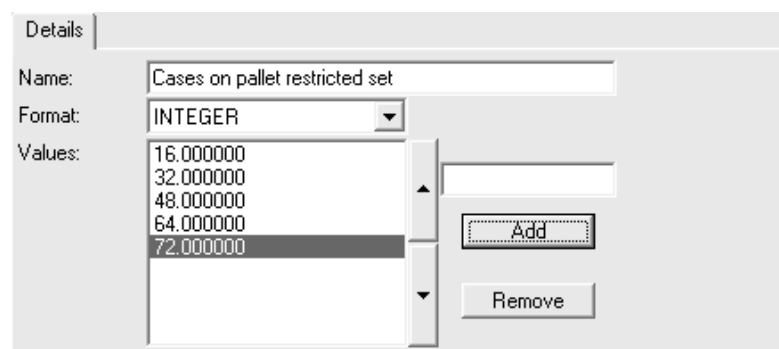 Details
Name: Cases on pallet restricted set
Format: INTEGER
Values:
16.000000
32.000000
48.000000
64.000000
72.000000
Add
Remove